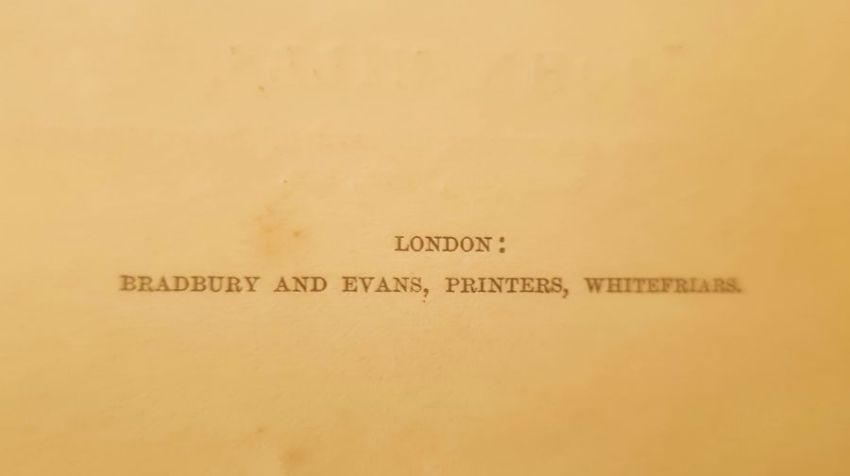 LONDON:
BRADBURY AND EVANS, PRINTERS, WHITEFRIARS.